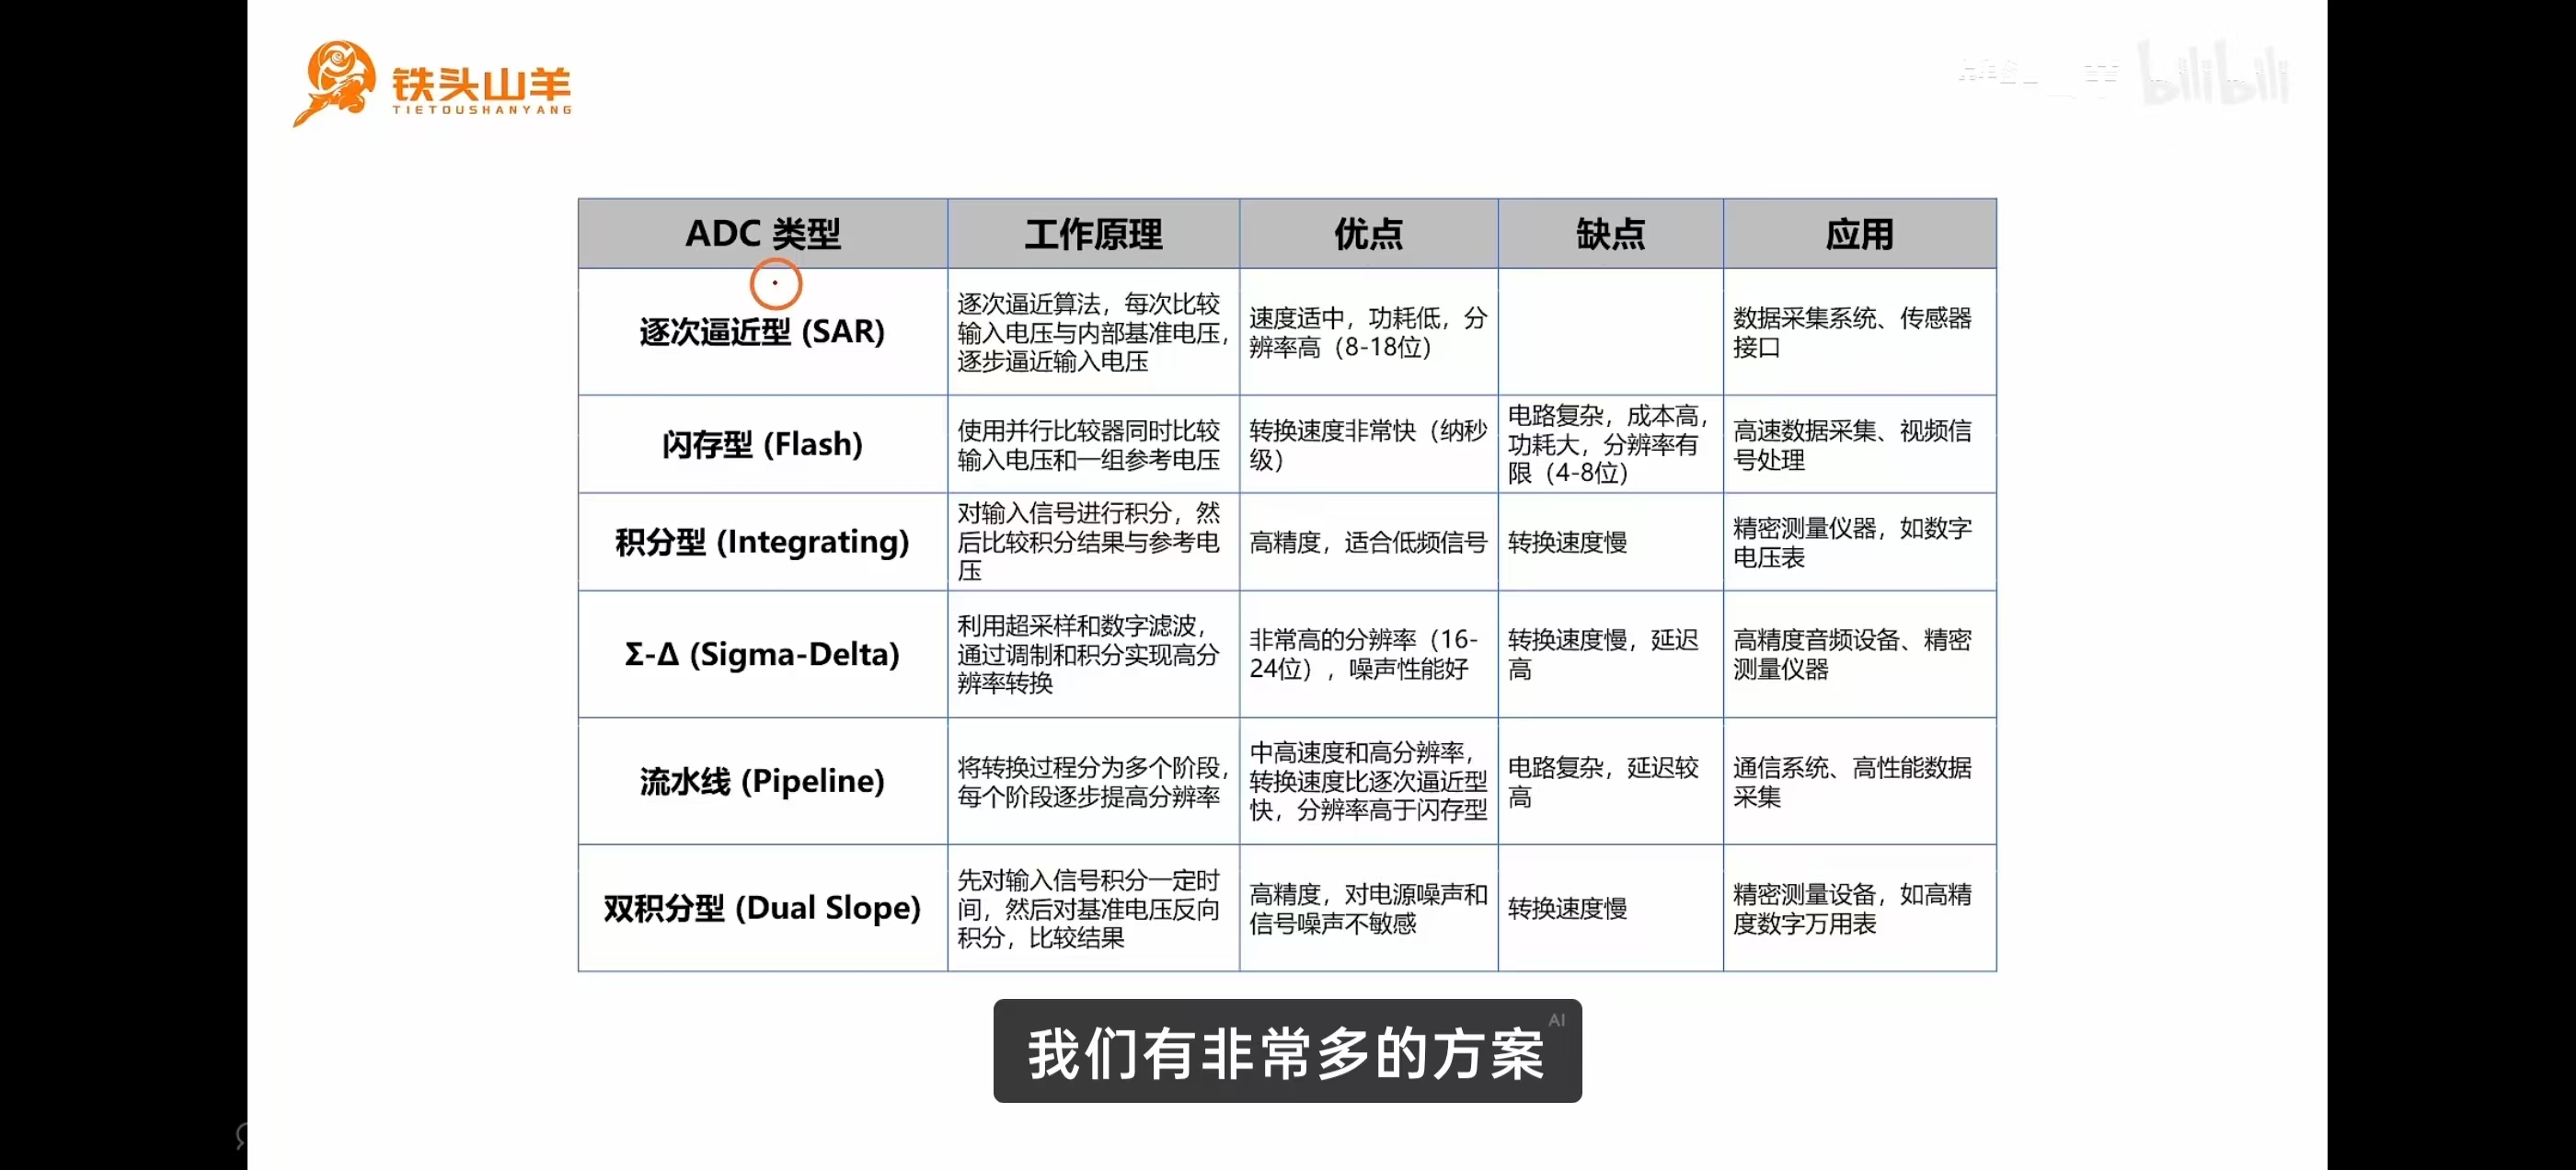 铁头山羊
TIETOUSHANYANG
bilibili
ADC 类型
工作原理
优点
缺点
应用
逐次逼近型 (SAR)
逐次逼近算法，每次比较
输入电压与内部基准电压，
逐步逼近输入电压
速度适中，功耗低，分
辨率高（8-18位）
数据采集系统、传感器
接口
闪存型 (Flash)
使用并行比较器同时比较
输入电压和一组参考电压
转换速度非常快（纳秒
级）
电路复杂，成本高，
功耗大，分辨率有
限（4-8位）
高速数据采集、视频信
号处理
积分型 (Integrating)
对输入信号进行积分，然
后比较积分结果与参考电
压
高精度，适合低频信号
转换速度慢
精密测量仪器，如数字
电压表
Σ-Δ (Sigma-Delta)
利用超采样和数字滤波，
通过调制和积分实现高分
辨率转换
非常高的分辨率（16-
24位），噪声性能好
转换速度慢，延迟
高
高精度音频设备、精密
测量仪器
流水线 (Pipeline)
将转换过程分为多个阶段，
每个阶段逐步提高分辨率
中高速度和高分辨率，
转换速度比逐次逼近型
快，分辨率高于闪存型
电路复杂，延迟较
高
通信系统、高性能数据
采集
双积分型 (Dual Slope)
先对输入信号积分一定时
间，然后对基准电压反向
积分，比较结果
高精度，对电源噪声和
信号噪声不敏感
转换速度慢
精密测量设备，如高精
度数字万用表
我们有非常多的方案
AI